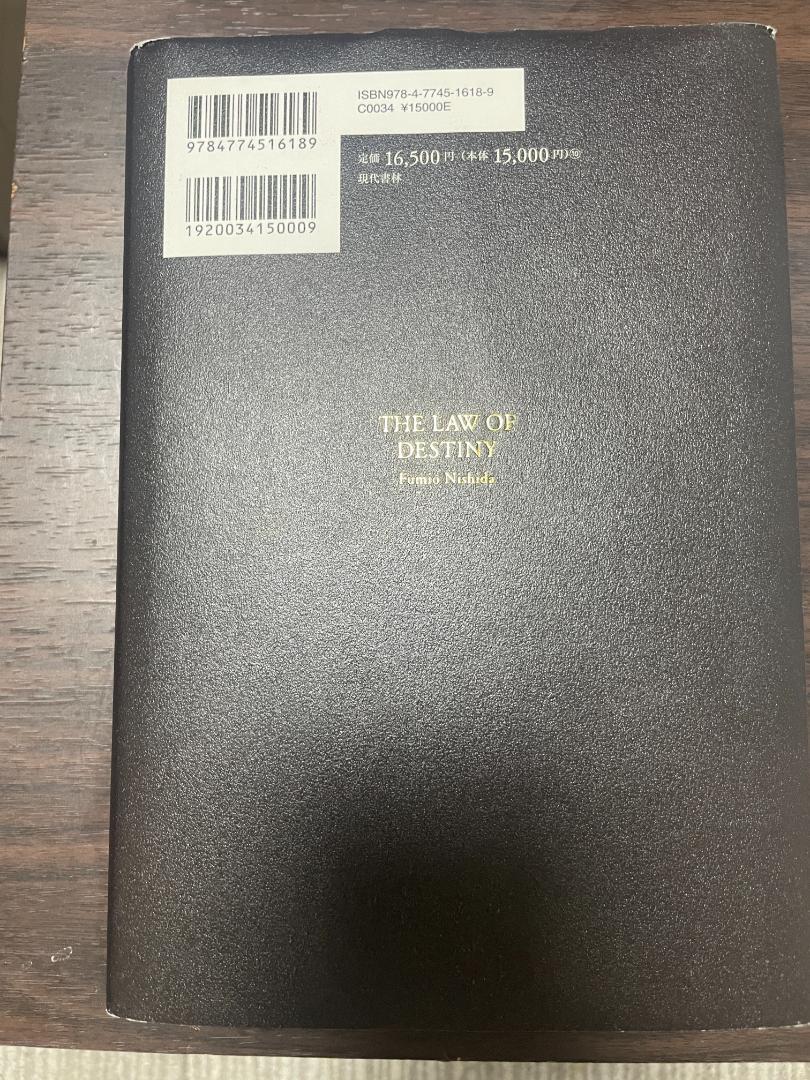 ISBN978-4-7745-1618-9
C0034 ¥15000E
9784774516189
1920034150009
定価 16,500円（本体 15,000円）⑩
現代書林
THE LAW OF
DESTINY
Fumio Nishida